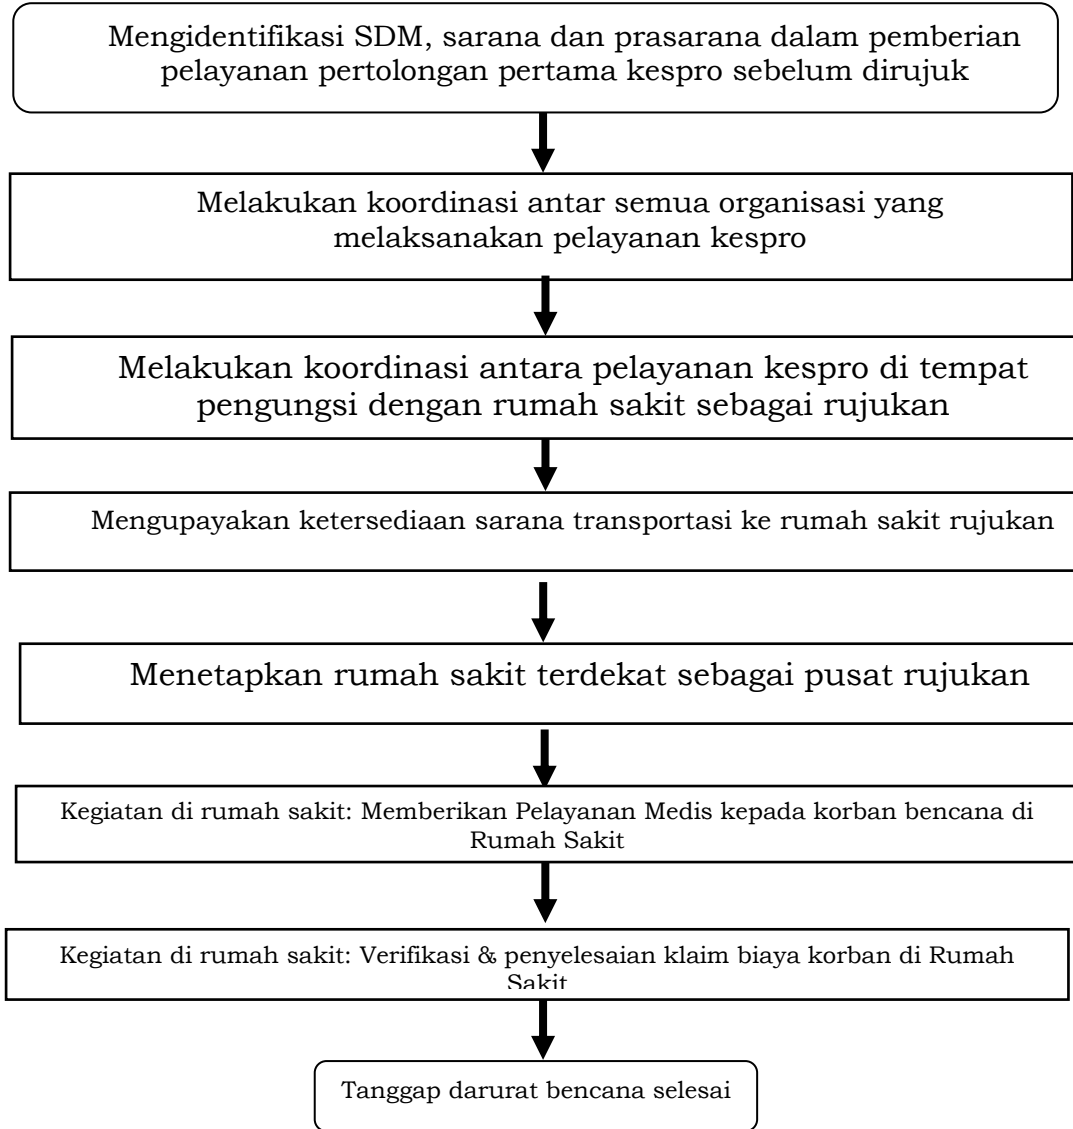 Mengidentifikasi SDM, sarana dan prasarana dalam pemberian
pelayanan pertolongan pertama kespro sebelum dirujuk
Melakukan koordinasi antar semua organisasi yang
melaksanakan pelayanan kespro
Melakukan koordinasi antara pelayanan kespro di tempat
pengungsi dengan rumah sakit sebagai rujukan
Mengupayakan ketersediaan sarana transportasi ke rumah sakit rujukan
Menetapkan rumah sakit terdekat sebagai pusat rujukan
Kegiatan di rumah sakit: Memberikan Pelayanan Medis kepada korban bencana di
Rumah Sakit
Kegiatan di rumah sakit: Verifikasi & penyelesaian klaim biaya korban di Rumah
Sakit
Tanggap darurat bencana selesai